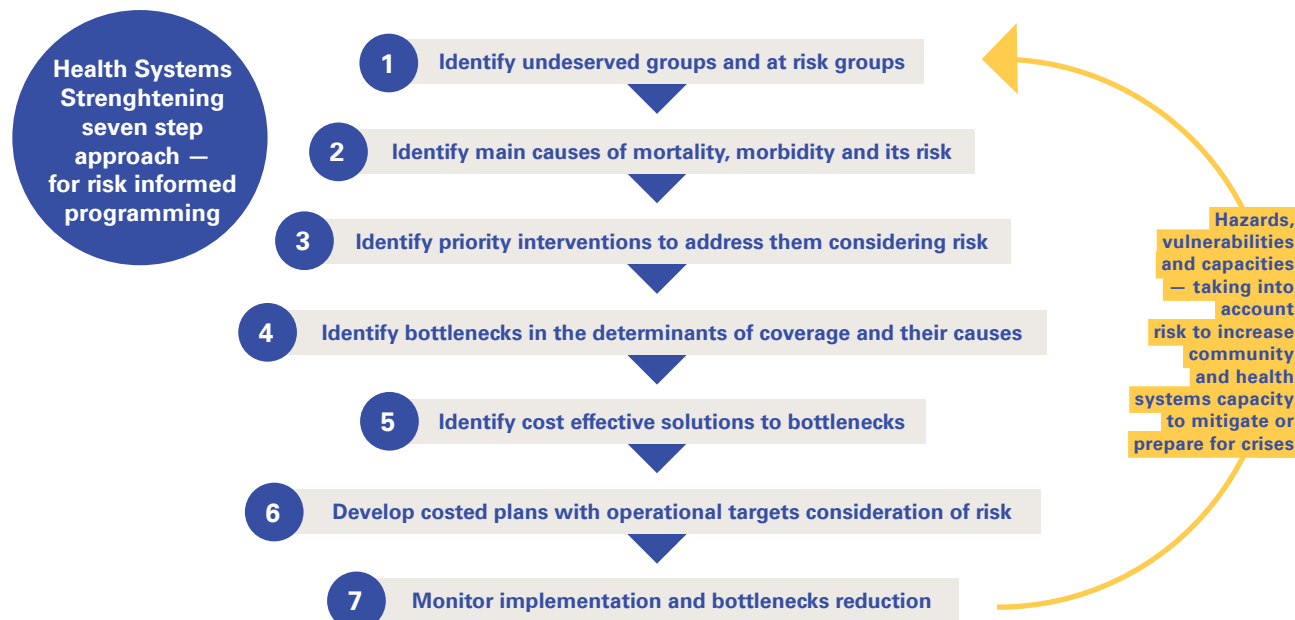 Health Systems
Strenghtening
seven step
approach —
for risk informed
programming
1
Identify undeserved groups and at risk groups
2
Identify main causes of mortality, morbidity and its risk
3
Identify priority interventions to address them considering risk
4
Identify bottlenecks in the determinants of coverage and their causes
5
Identify cost effective solutions to bottlenecks
6
Develop costed plans with operational targets consideration of risk
7
Monitor implementation and bottlenecks reduction
Hazards,
vulnerabilities
and capacities
— taking into
account
risk to increase
community
and health
systems capacity
to mitigate or
prepare for crises